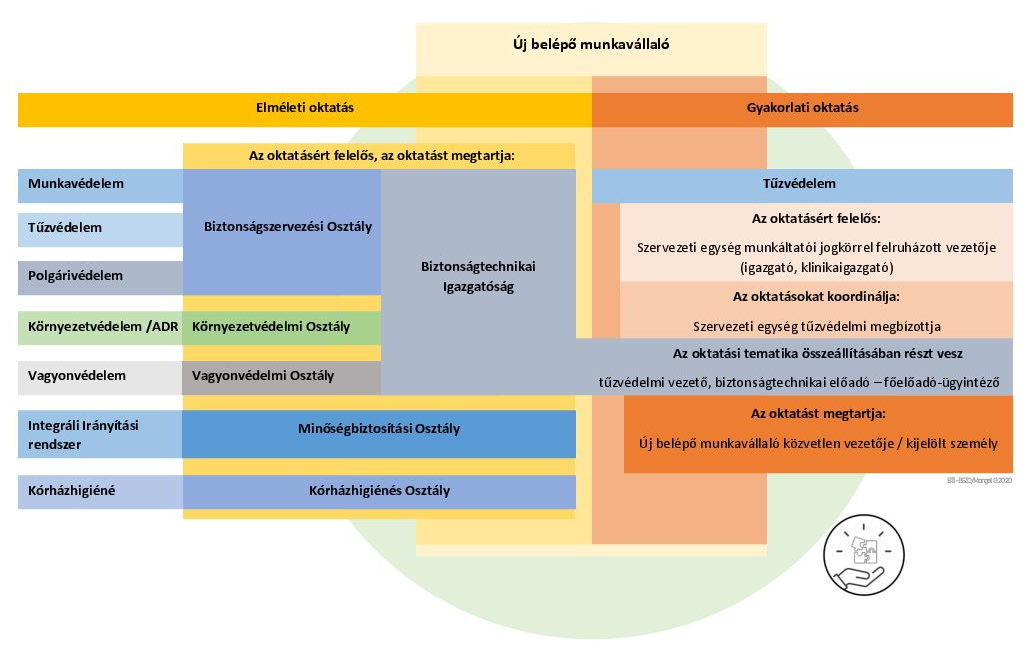 Új belépő munkavállaló
Elméleti oktatás
Gyakorlati oktatás
Az oktatásért felelős, az oktatást megtartja:
Munkavédelem
Tűzvédelem
Polgárivédelem
Környezetvédelem /ADR
Vagyonvédelem
Integráli Irányítási
rendszer
Kórházhigiéné
Biztonságszervezési Osztály
Környezetvédelmi Osztály
Vagyonvédelmi Osztály
Biztonságtechnikai
Igazgatóság
Minőségbiztosítási Osztály
Kórházhigiénés Osztály
Tűzvédelem
Az oktatásért felelős:
Szervezeti egység munkáltatói jogkörrel felruházott vezetője
(igazgató, klinikaigazgató)
Az oktatásokat koordinálja:
Szervezeti egység tűzvédelmi megbízottja
Az oktatási tematika összeállításában részt vesz
tűzvédelmi vezető, biztonságtechnikai előadó – főelőadó-ügyintéző
Az oktatást megtartja:
Új belépő munkavállaló közvetlen vezetője / kijelölt személy